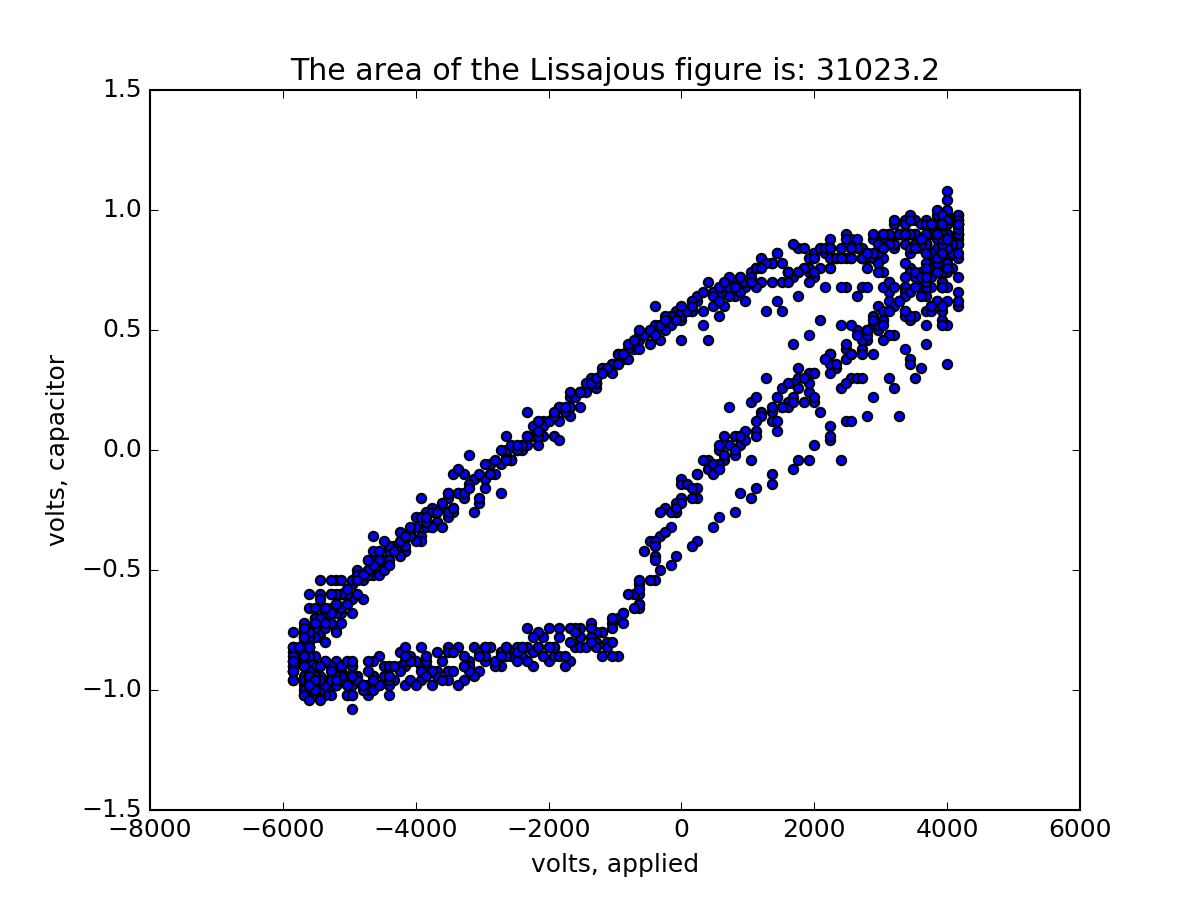 The area of the Lissajous figure is: 31023.2
1.5
1.0
0.5
0.0
−0.5
−1.0
−1.5
volts, capacitor
−8000 −6000 −4000 −2000 0 2000 4000 6000
volts, applied